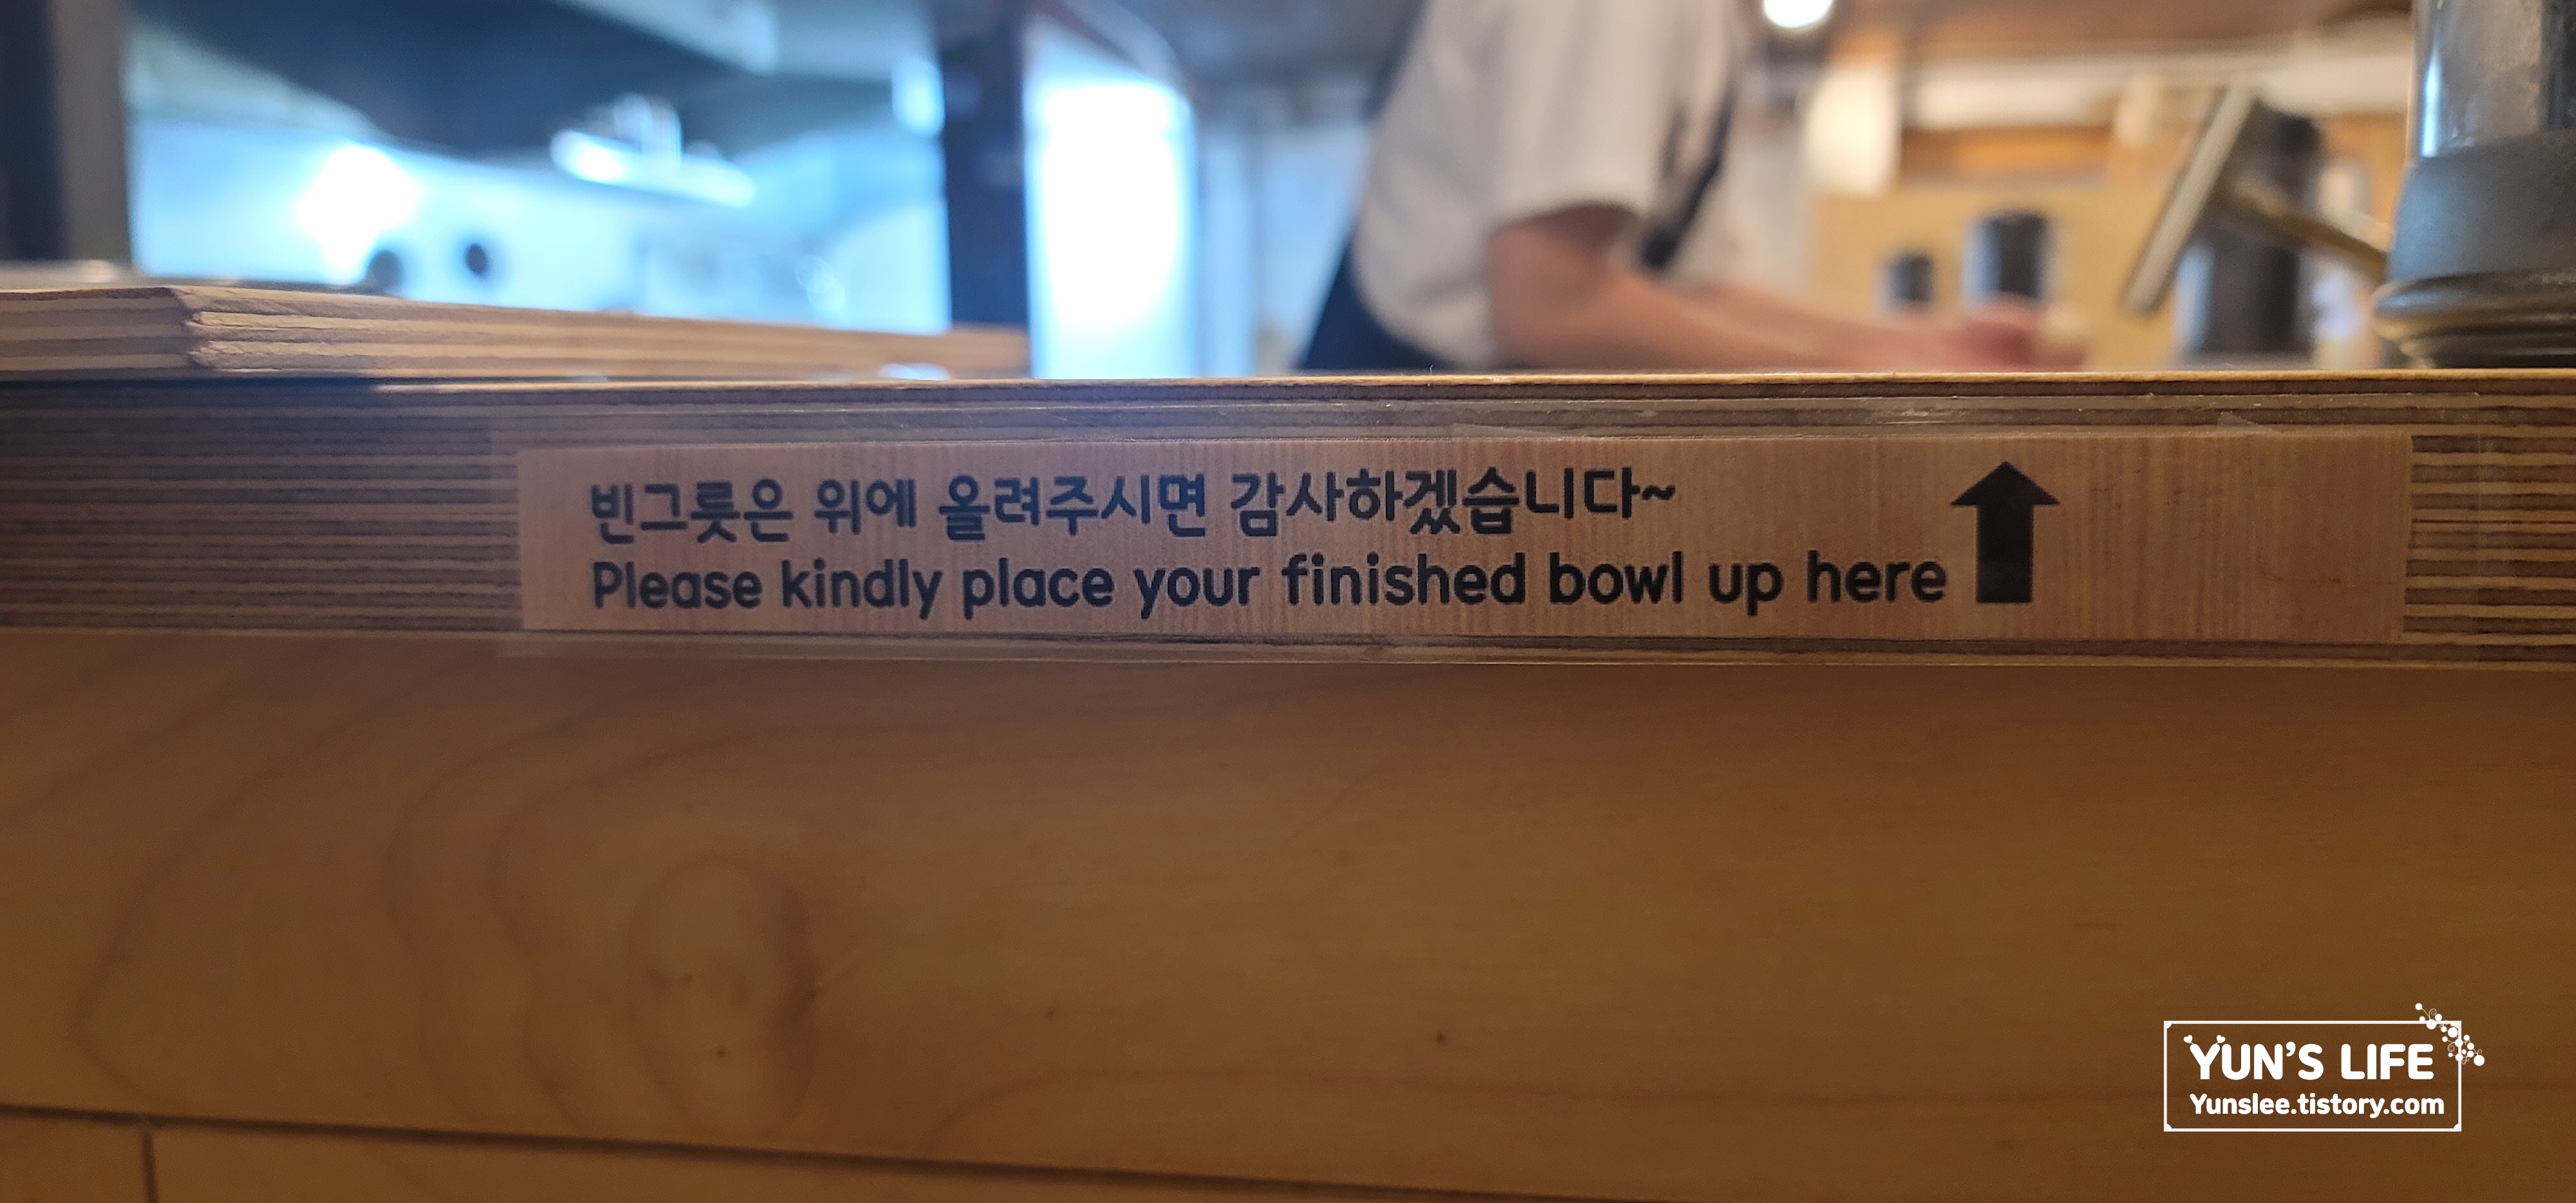 빈그릇은 위에 올려주시면 감사하겠습니다~
Please kindly place your finished bowl up here
YUN'S LIFE
Yunslee.tistory.com